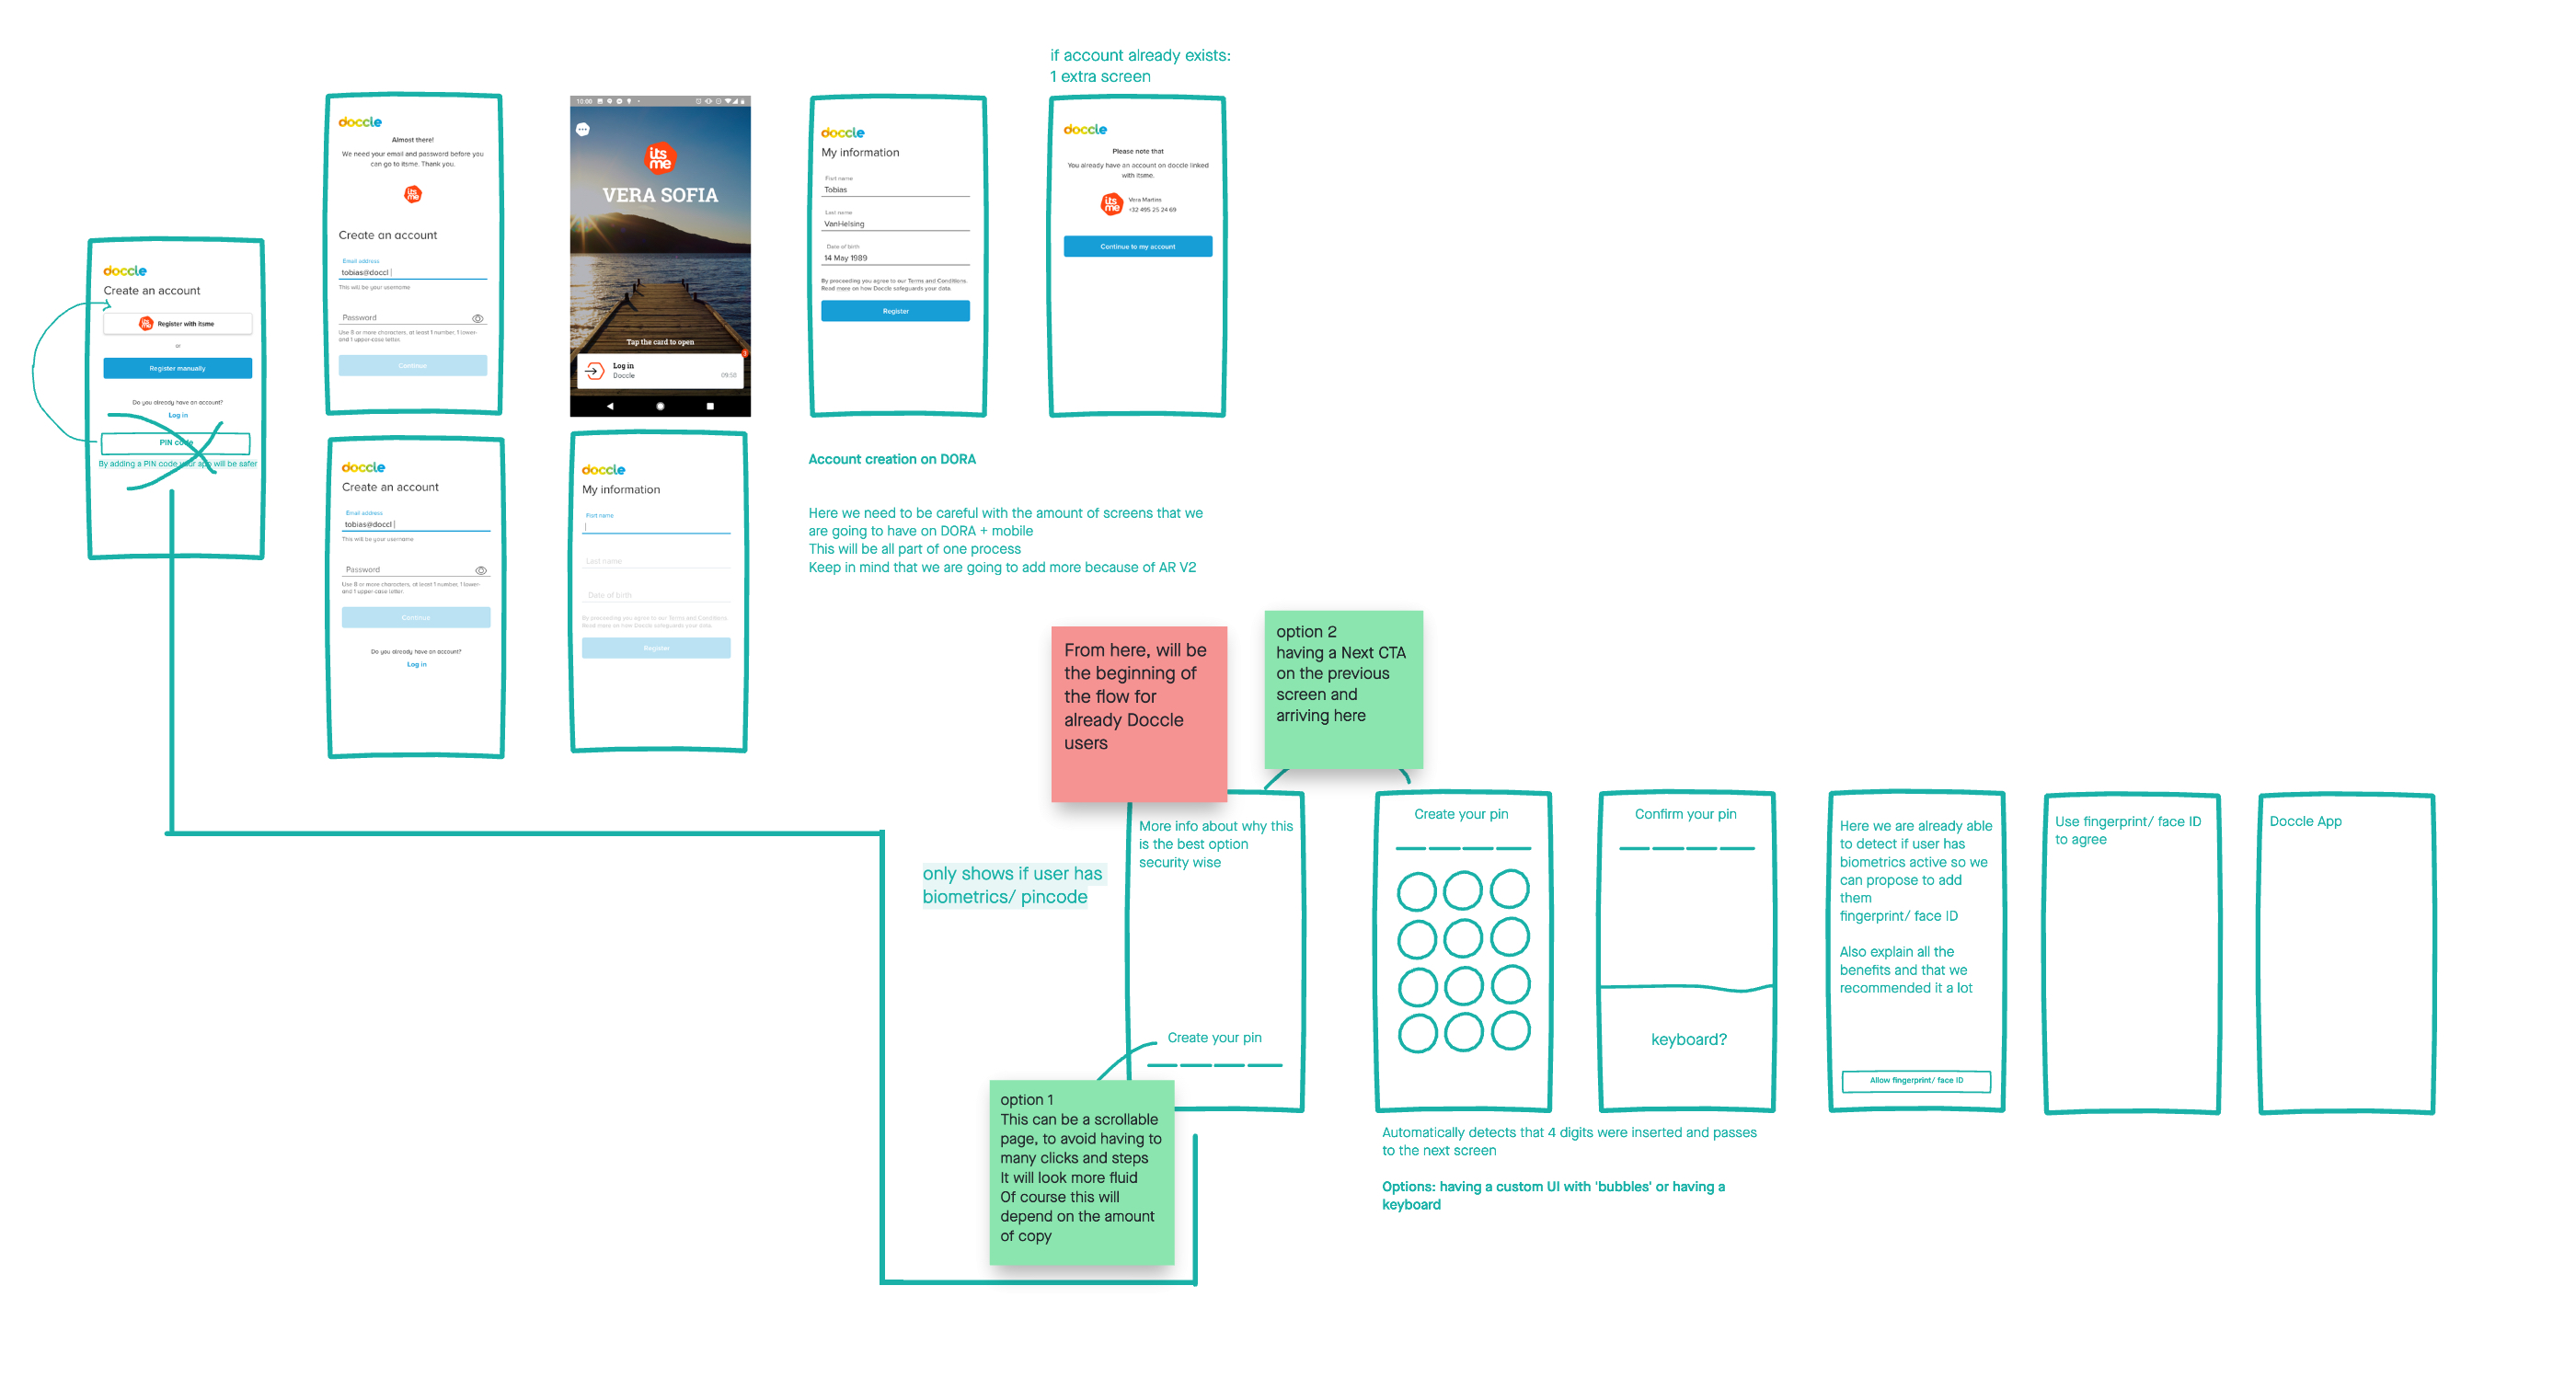 if account already exists:
1 extra screen
doccle
Create an account
its
me
Register with itsme
or
Register manually
Do you already have an account?
Log in
PIN code
By adding a PIN code your app will be safer
doccle
Almost there!
We need your email and password before you
can go to itsme. Thank you.
its
me
Create an account
Email address
tobias@doccl
This will be your username
Password
Use 8 or more characters, at least 1 number, 1 lower-
and 1 upper-case letter.
Continue
10:00
its
me
VERA SOFIA
Tap the card to open
1
Log in
Doccle
09:58
doccle
My information
First name
Tobias
Last name
VanHelsing
Date of birth
14 May 1989
By proceeding you agree to our Terms and Conditions.
Read more on how Doccle safeguards your data.
Register
doccle
Please note that
You already have an account on doccle linked
with itsme.
its
me
Vera Martins
+32 495 25 24 69
Continue to my account
doccle
Create an account
Email address
tobias@doccl
This will be your username
Password
Use 8 or more characters, at least 1 number, 1 lower-
and 1 upper-case letter.
Continue
Do you already have an account?
Log in
doccle
My information
First name
Last name
Date of birth
By proceeding you agree to our Terms and Conditions.
Read more on how Doccle safeguards your data.
Register
Account creation on DORA
Here we need to be careful with the amount of screens that we
are going to have on DORA + mobile
This will be all part of one process
Keep in mind that we are going to add more because of AR V2
From here, will be
the beginning of
the flow for
already Doccle
users
option 2
having a Next CTA
on the previous
screen and
arriving here
only shows if user has
biometrics/ pincode
More info about why this
is the best option
security wise
Create your pin
option 1
This can be a scrollable
page, to avoid having to
many clicks and steps
It will look more fluid
Of course this will
depend on the amount
of copy
Create your pin
Confirm your pin
keyboard?
Automatically detects that 4 digits were inserted and passes
to the next screen
Options: having a custom UI with 'bubbles' or having a
keyboard
Here we are already able
to detect if user has
biometrics active so we
can propose to add
them
fingerprint/ face ID
Also explain all the
benefits and that we
recommended it a lot
Allow fingerprint/ face ID
Use fingerprint/ face ID
to agree
Doccle App